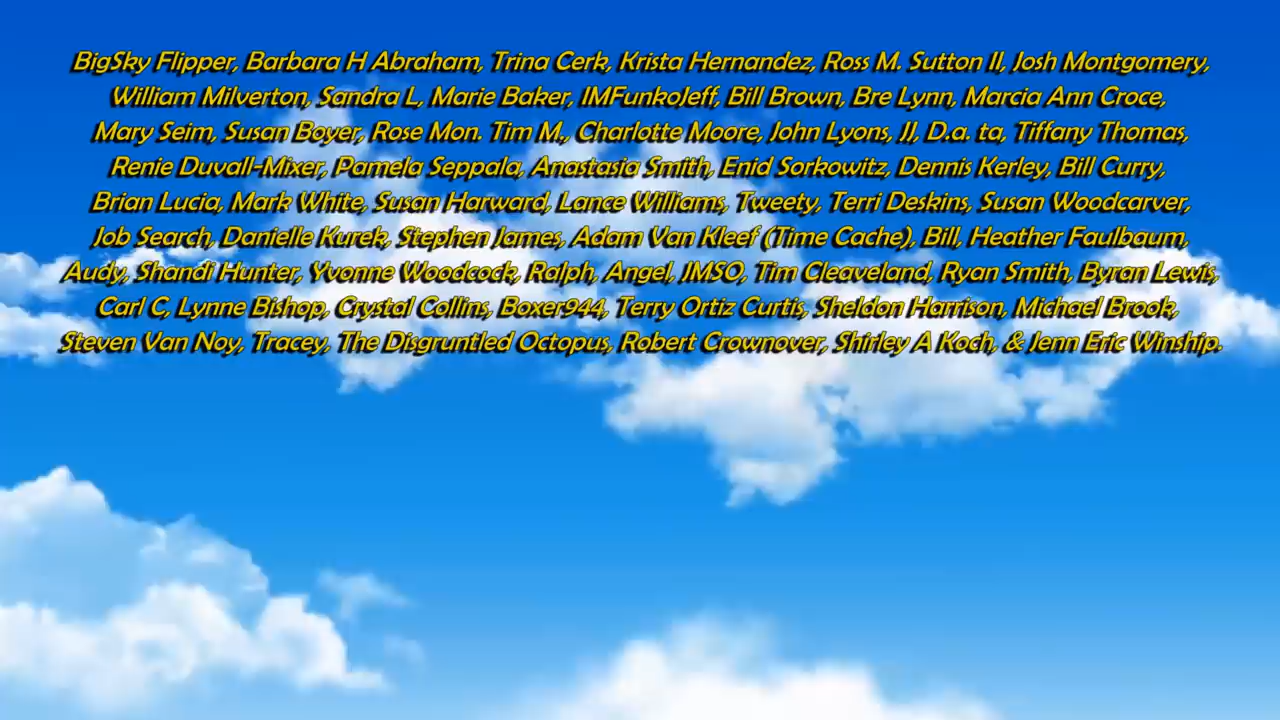 BigSky Flipper, Barbara H Abraham, Trina Cerk, Krista Hernandez, Ross M. Sutton II, Josh Montgomery,
William Milverton, Sandra L, Marie Baker, IMFunkoJeff, Bill Brown, Bre Lynn, Marcia Ann Croce,
Mary Seim, Susan Boyer, Rose Mon. Tim M., Charlotte Moore, John Lyons, JJ, D.a. ta, Tiffany Thomas,
Renie Duvall-Mixer, Pamela Seppala, Anastasia Smith, Enid Sorkowitz, Dennis Kerley, Bill Curry,
Brian Lucia, Mark White, Susan Harward, Lance Williams, Tweety, Terri Deskins, Susan Woodcarver,
Job Search, Danielle Kurek, Stephen James, Adam Van Kleef (Time Cache), Bill, Heather Faulbaum,
Audy, Shandi Hunter, Yvonne Woodcock, Ralph, Angel, JMSO, Tim Cleaveland, Ryan Smith, Byran Lewis,
Carl C, Lynne Bishop, Crystal Collins, Boxer944, Terry Ortiz Curtis, Sheldon Harrison, Michael Brook,
Steven Van Noy, Tracey, The Disgruntled Octopus, Robert Crownover, Shirley A Koch, & Jenn Eric Winship.